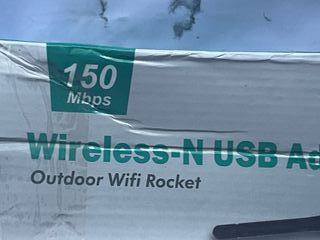 150
Mbps
Wireless-N USB Ad
Outdoor Wifi Rocket